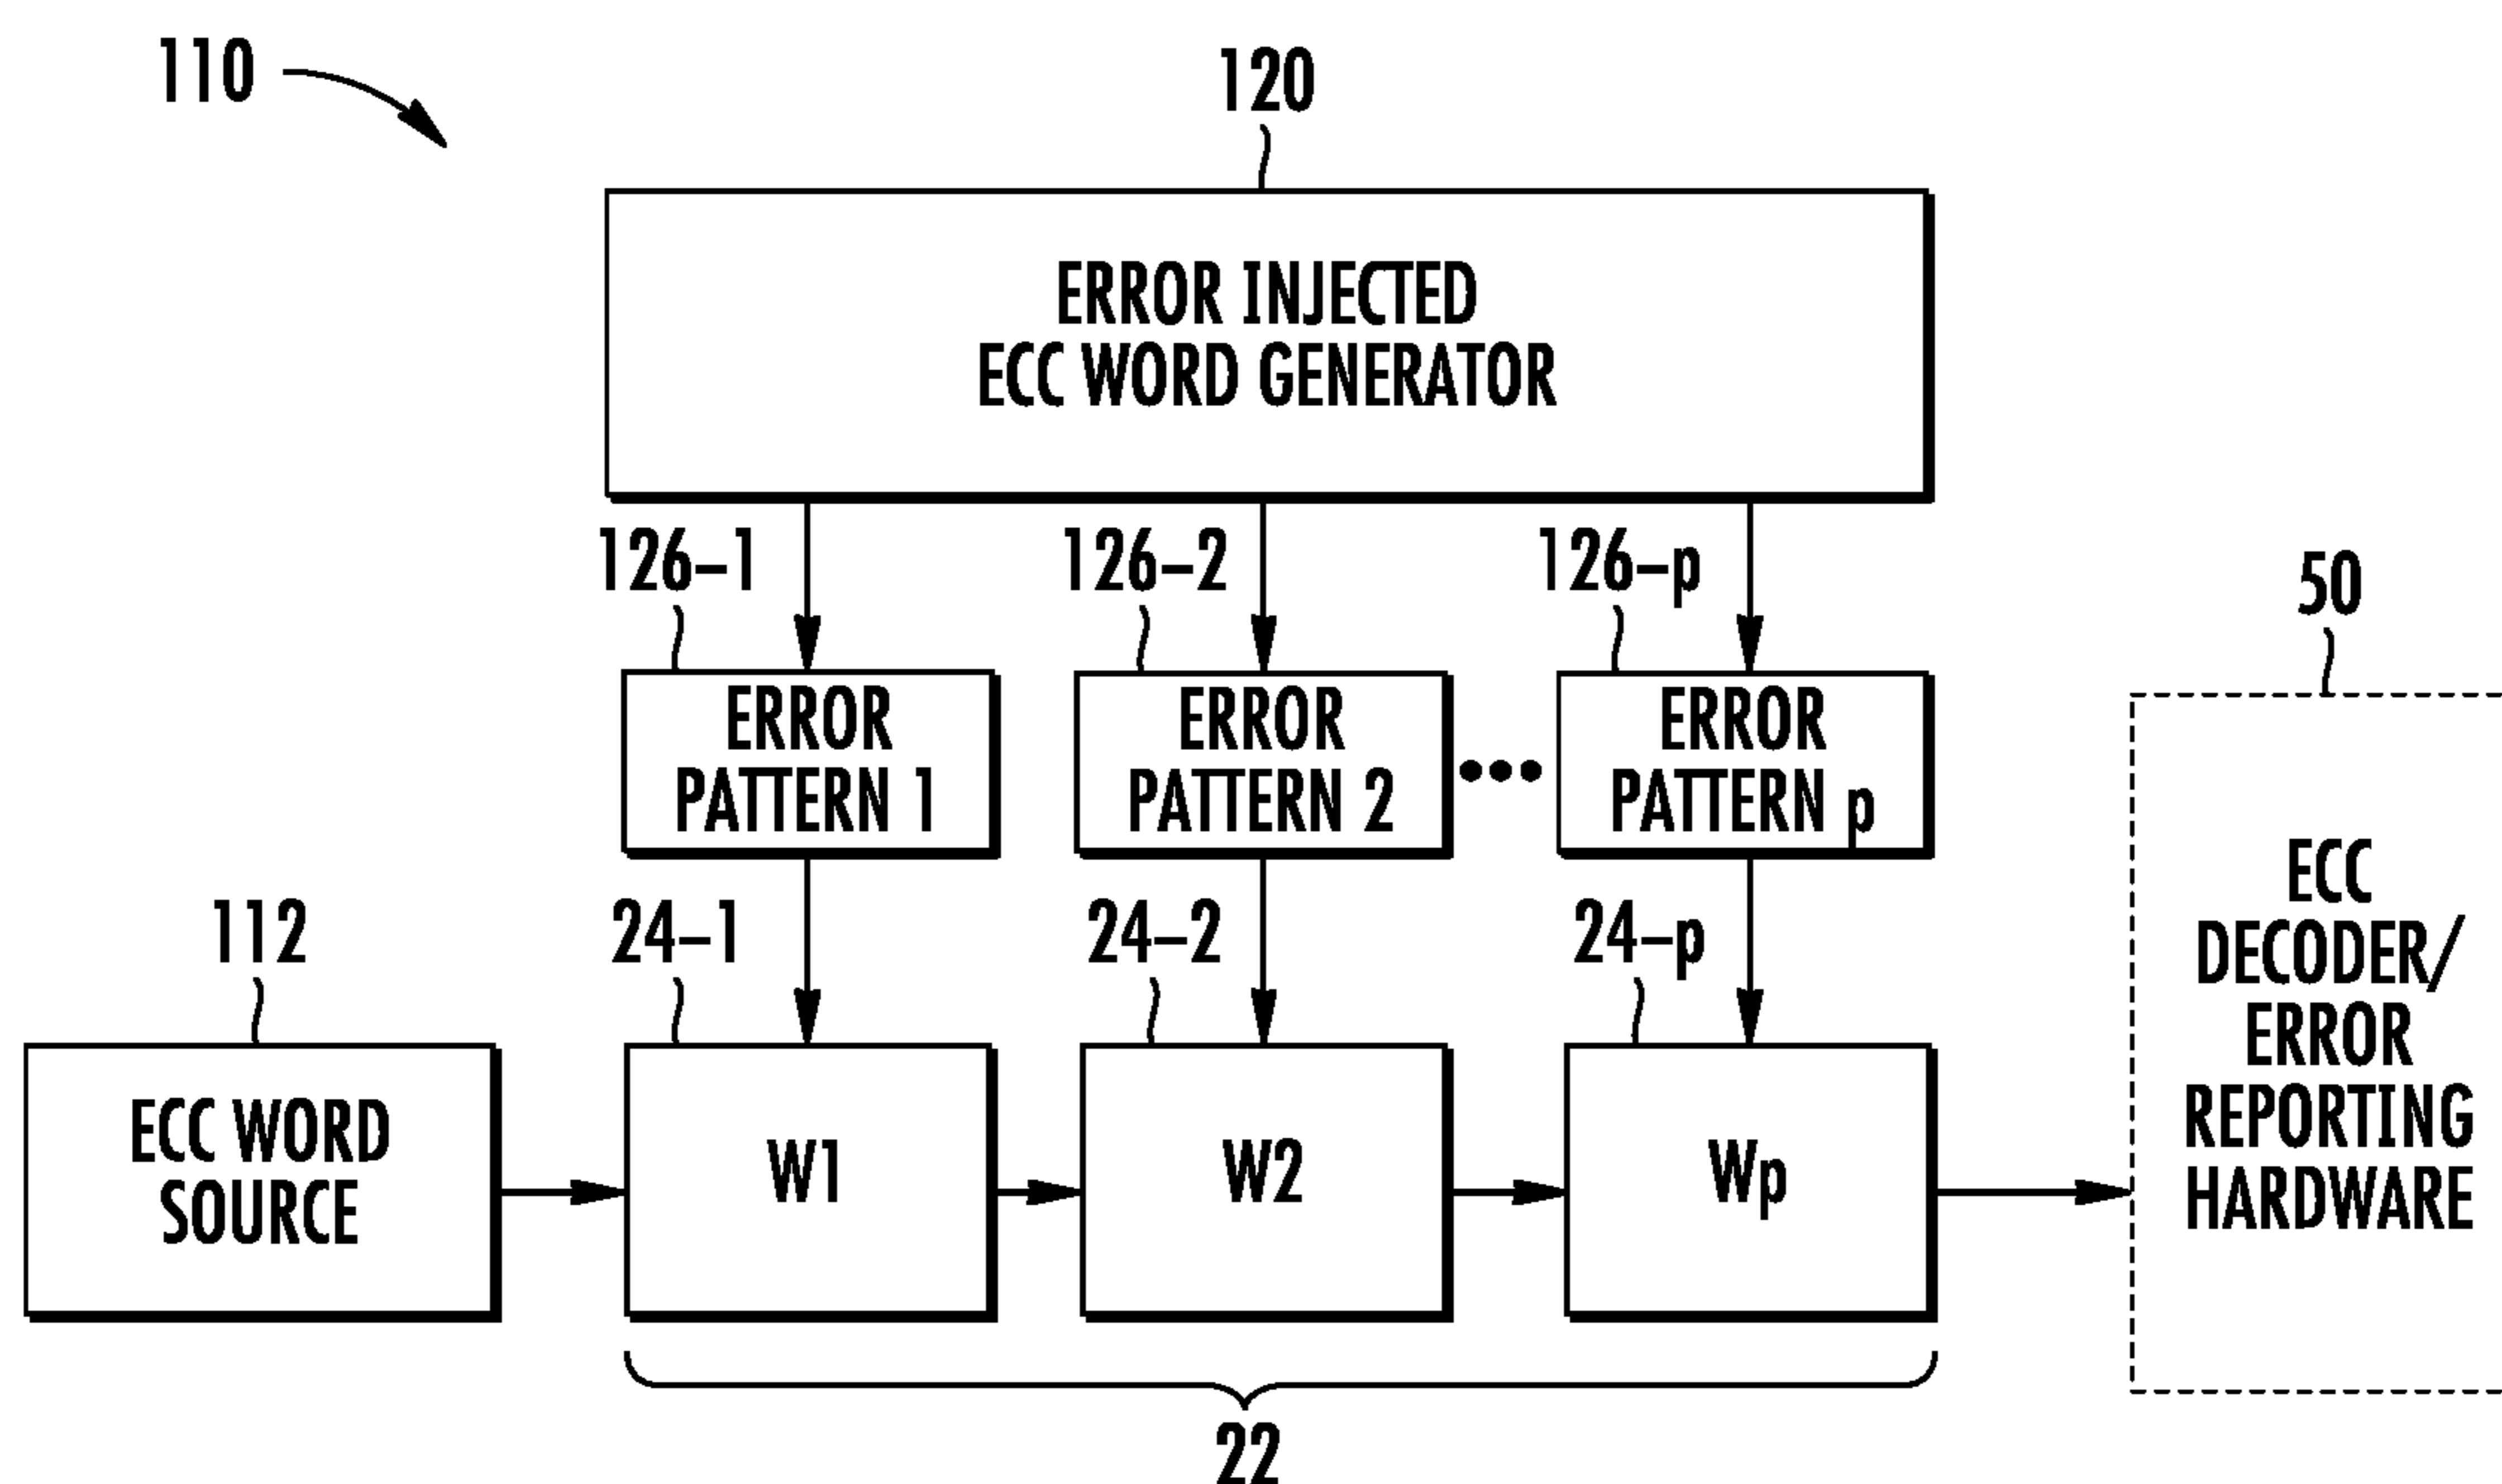 110
120
ERROR INJECTED
ECC WORD GENERATOR
126-1
126-2
126-p
50
ERROR
PATTERN 1
ERROR
PATTERN 2
ERROR
PATTERN p
112
24-1
24-2
24-p
ECC WORD
SOURCE
W1
W2
Wp
ECC
DECODER/
ERROR
REPORTING
HARDWARE
22